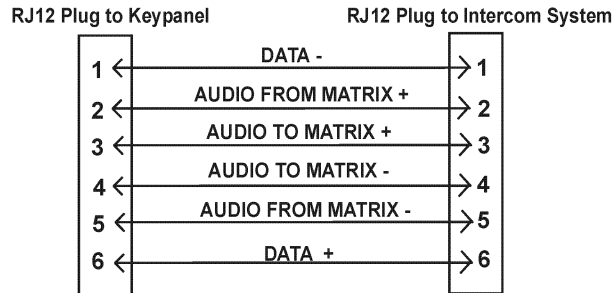 RJ12 Plug to Keypanel RJ12 Plug to Intercom System
1 DATA - 1
2 AUDIO FROM MATRIX + 2
3 AUDIO TO MATRIX + 3
4 AUDIO TO MATRIX - 4
5 AUDIO FROM MATRIX - 5
6 DATA + 6